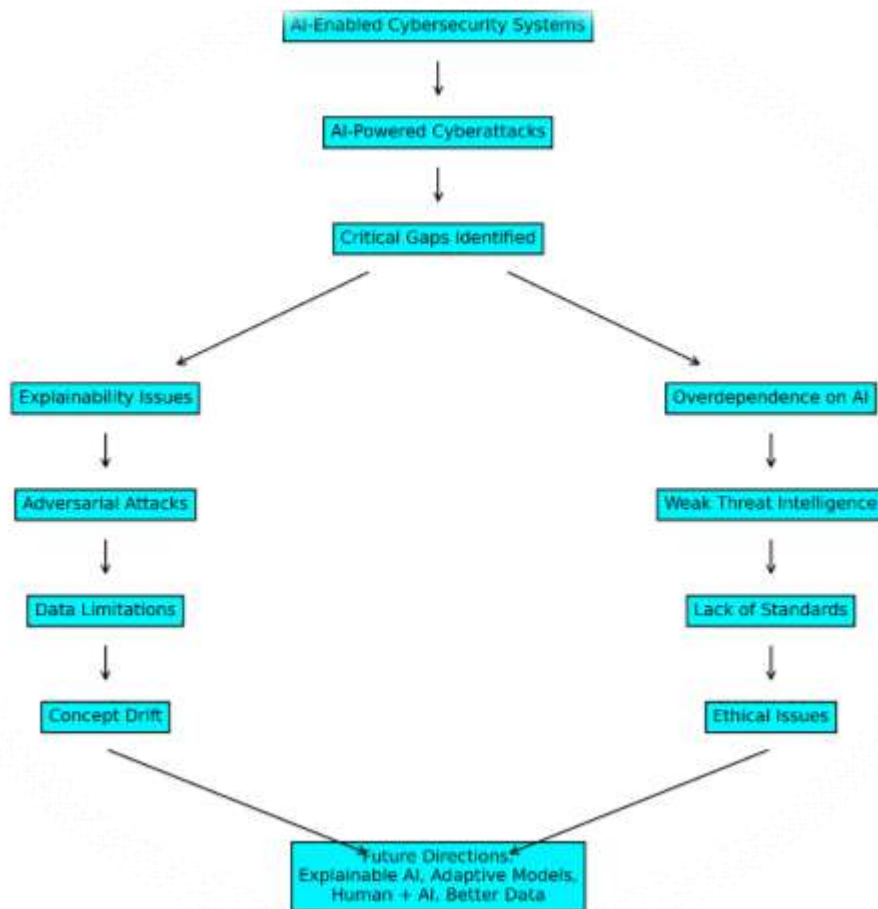 AI-Enabled Cybersecurity Systems
AI-Powered Cyberattacks
Critical Gaps Identified
Explainability Issues
Overdependence on AI
Adversarial Attacks
Weak Threat Intelligence
Data Limitations
Lack of Standards
Concept Drift
Ethical Issues
Future Directions:
Explainable AI, Adaptive Models,
Human + AI, Better Data